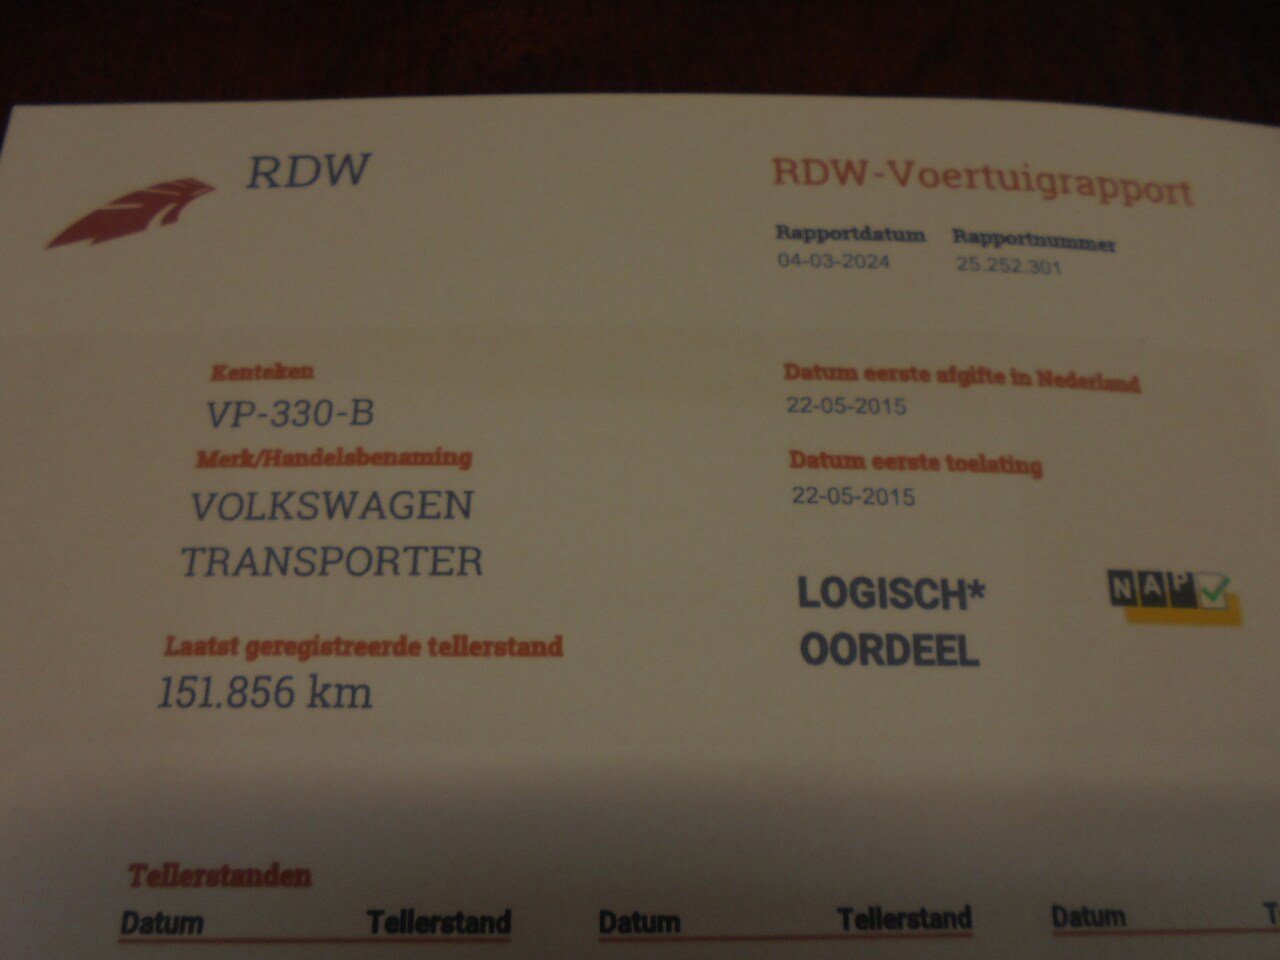 RDW
RDW-Voertuigrapport
Rapportdatum Rapportnummer
04-03-2024 25.252.301
Kenteken
VP-330-B
Merk/Handelsbenaming
VOLKSWAGEN
TRANSPORTER
Laatst geregistreerde tellerstand
151.856 km
Datum eerste afgifte in Nederland
22-05-2015
Datum eerste toelating
22-05-2015
LOGISCH*
OORDEEL
NAP
Tellerstanden
Datum Tellerstand Datum Tellerstand Datum